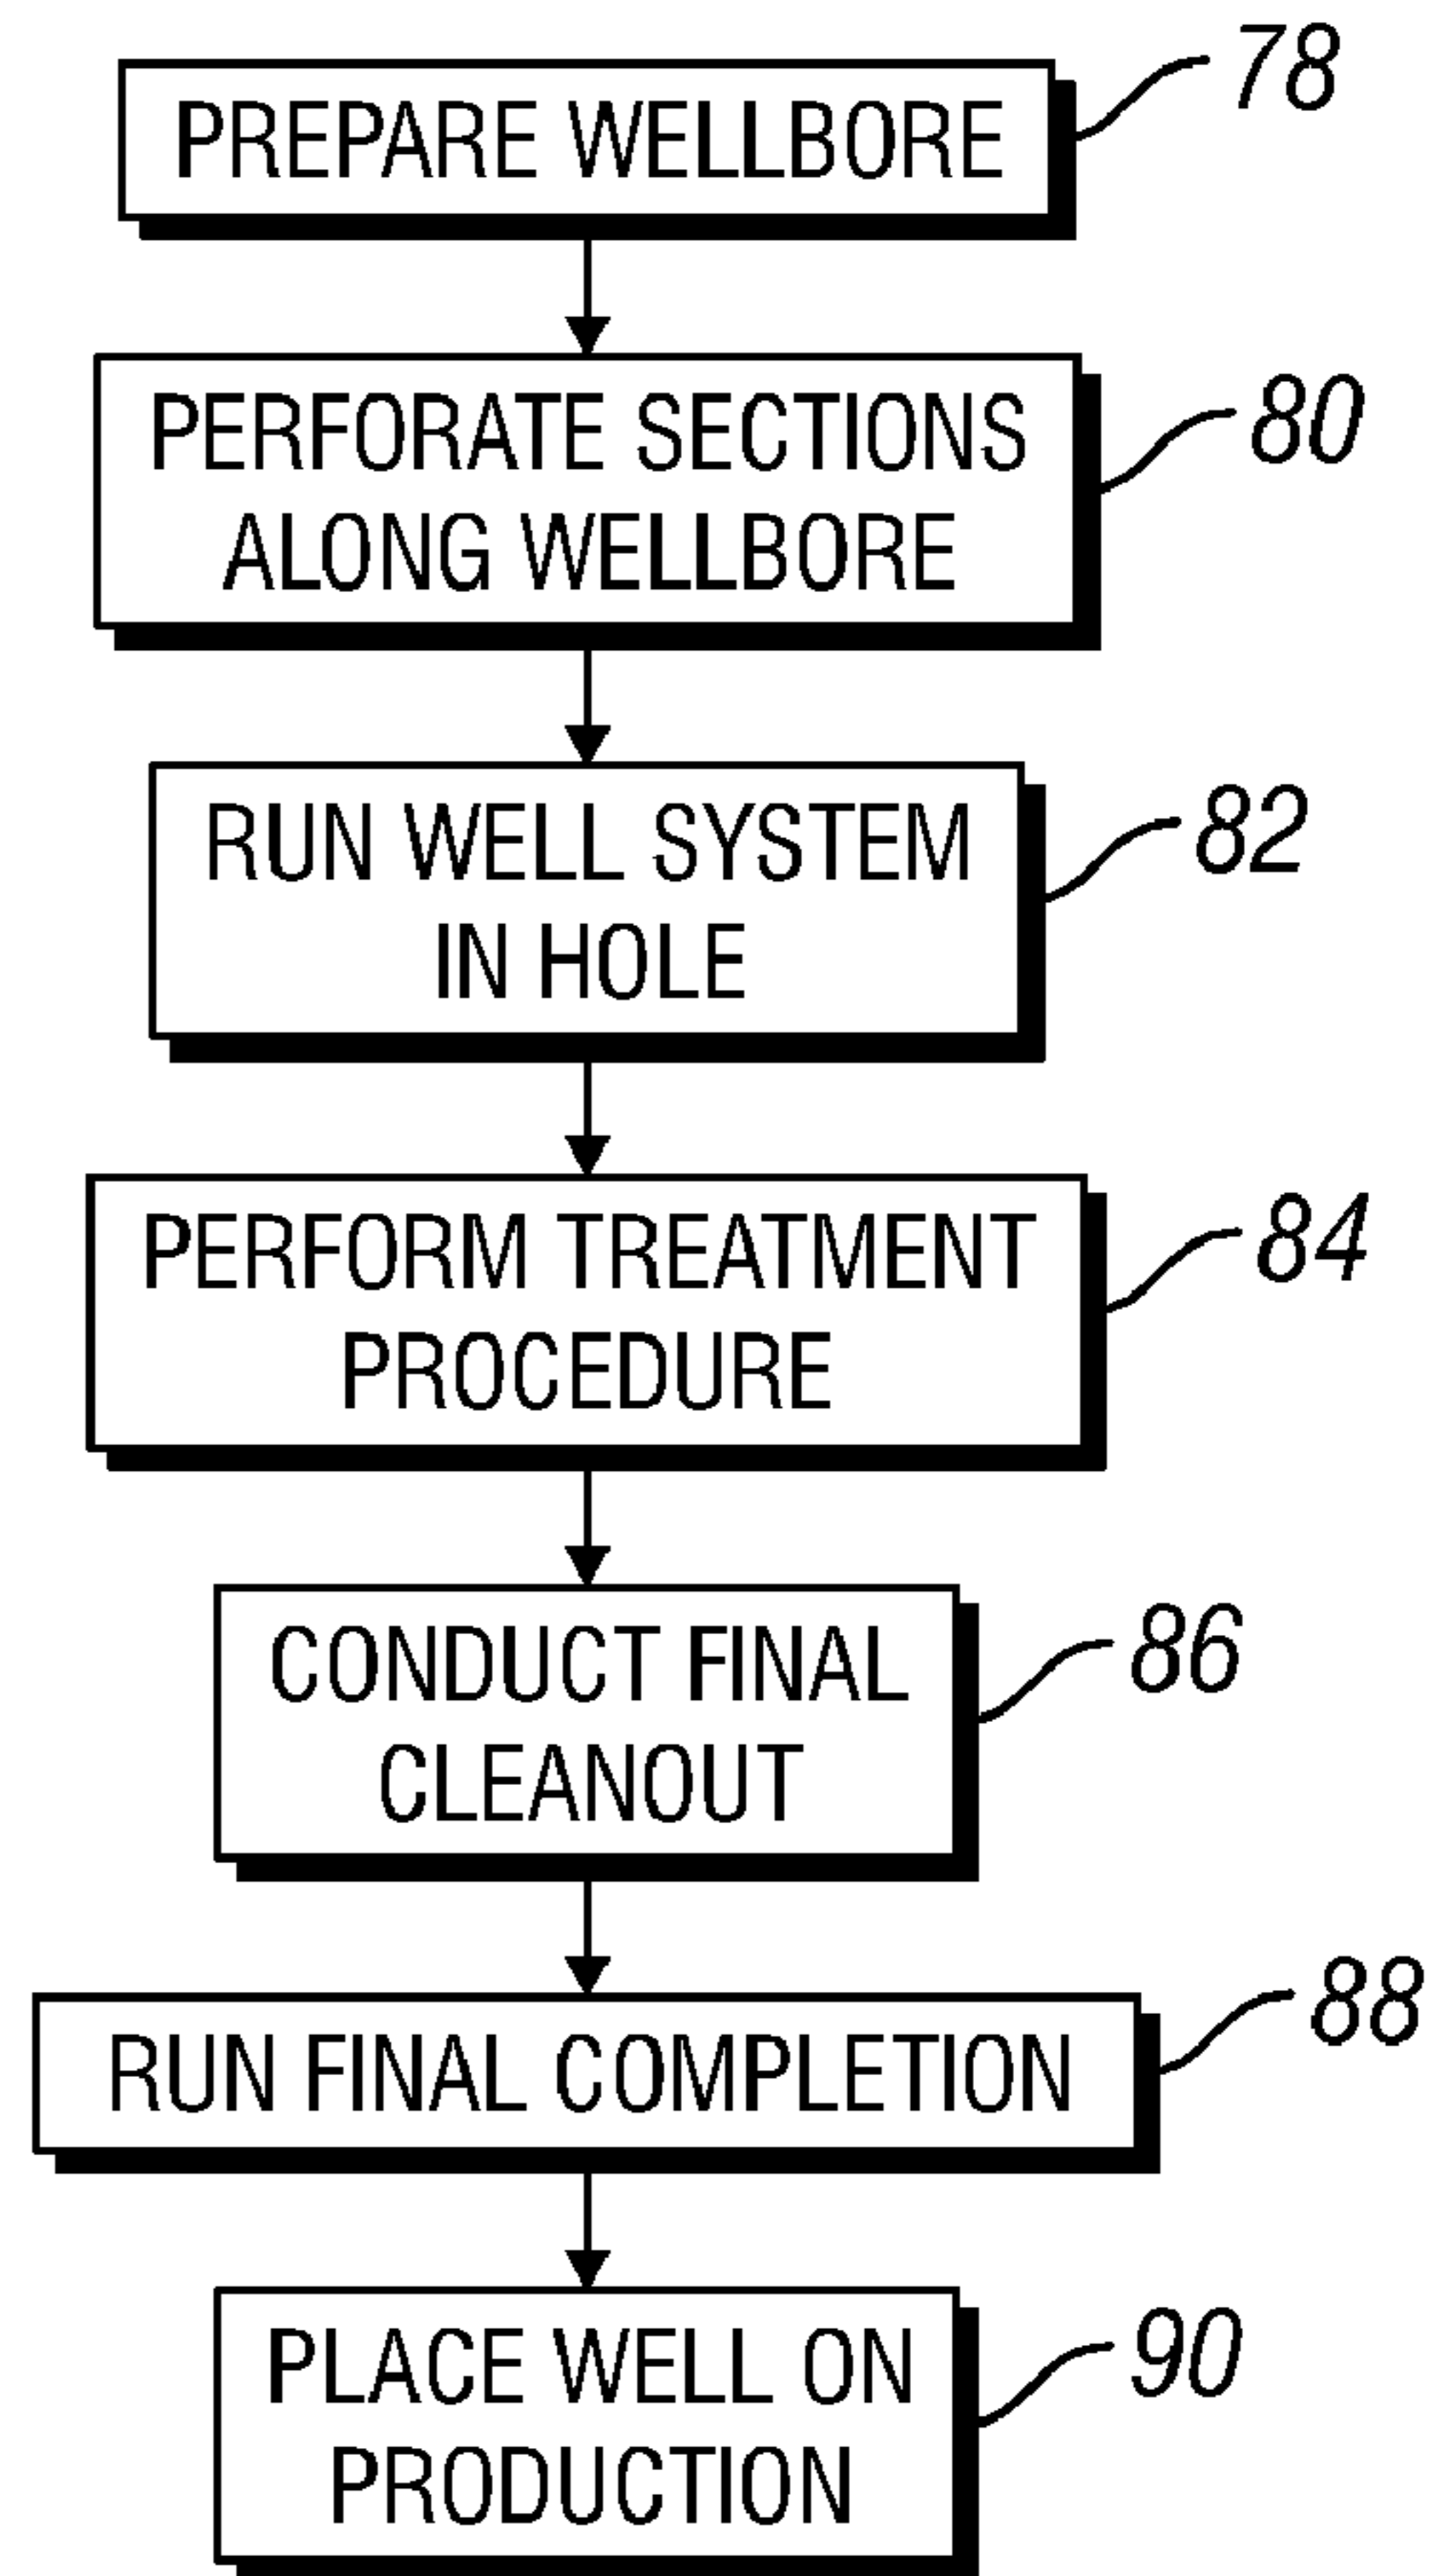 PREPARE WELLBORE
78
PERFORATE SECTIONS
ALONG WELLBORE
80
RUN WELL SYSTEM
IN HOLE
82
PERFORM TREATMENT
PROCEDURE
84
CONDUCT FINAL
CLEANOUT
86
RUN FINAL COMPLETION
88
PLACE WELL ON
PRODUCTION
90